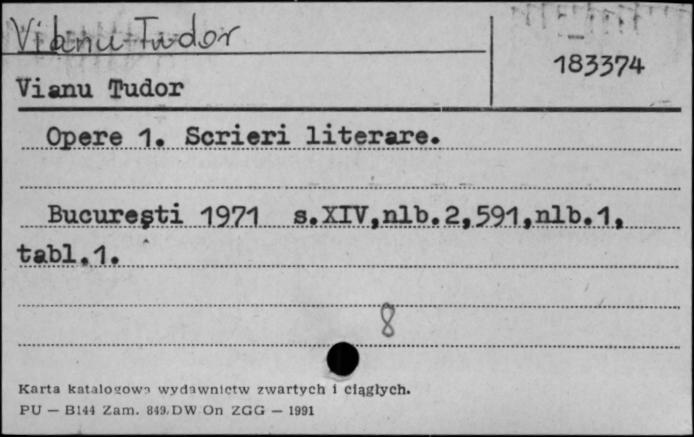 Vianu Tudor
183374
Vianu Tudor
Opere 1. Scrieri literare.
București 1971 s.XIV,nlb.2,591,nlb.1,
tabl.1.
8
Karta katalogowa wydawnictw zwartych i ciągłych.
PU — B144 Zam. 849/DW On ZGG — 1991